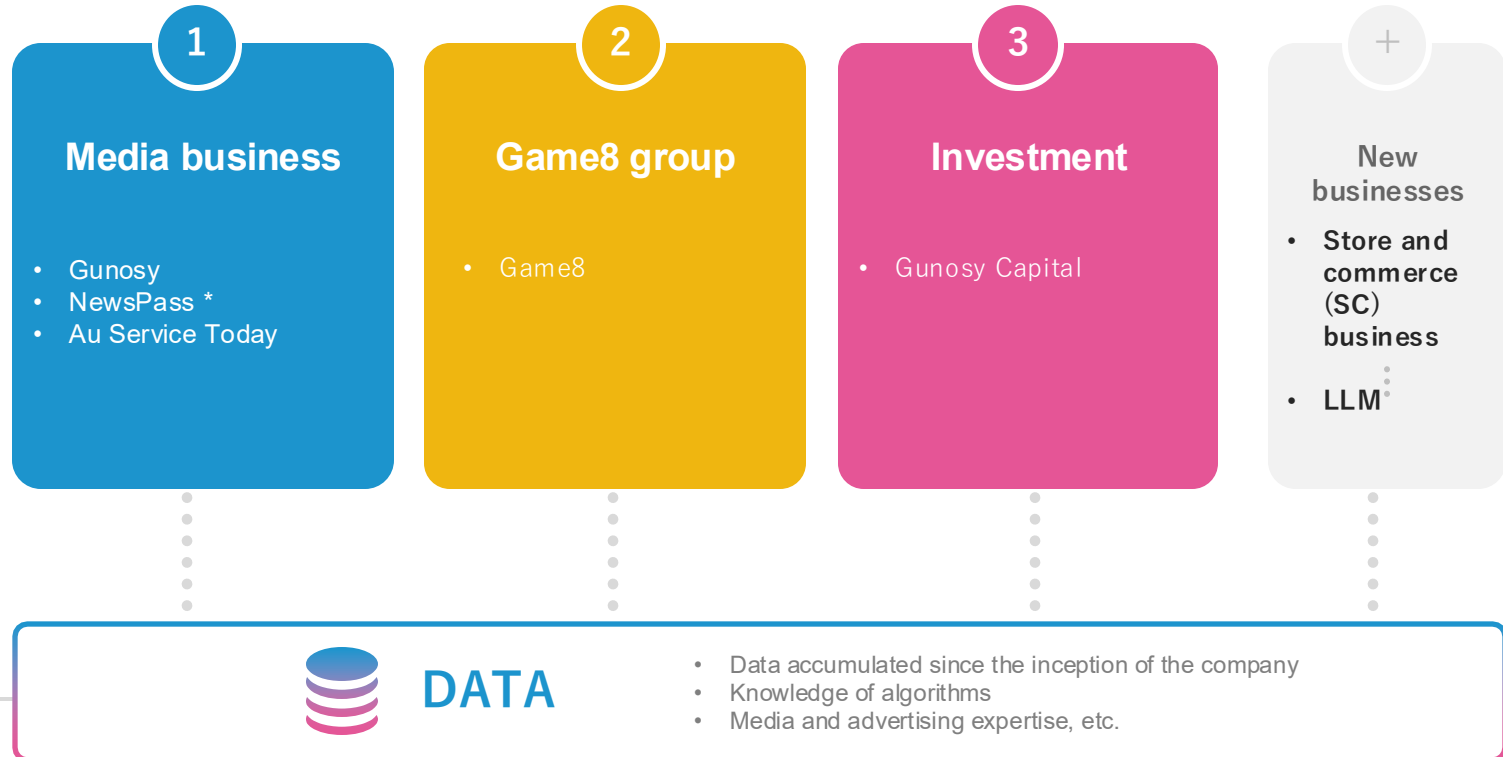 1
Media business
• Gunosy
• NewsPass *
• Au Service Today
2
Game8 group
• Game8
3
Investment
• Gunosy Capital
+
New
businesses
• Store and
commerce
(SC)
business
• LLM
DATA
• Data accumulated since the inception of the company
• Knowledge of algorithms
• Media and advertising expertise, etc.